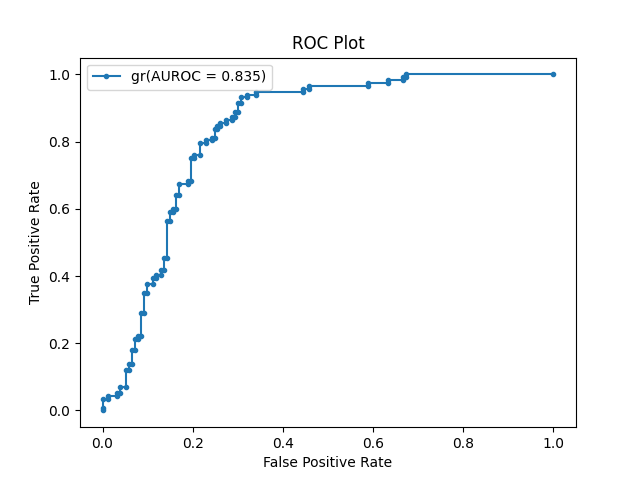 ROC Plot
gr(AUROC = 0.835)
1.0
0.8
0.6
0.4
0.2
0.0
True Positive Rate
0.0 0.2 0.4 0.6 0.8 1.0
False Positive Rate